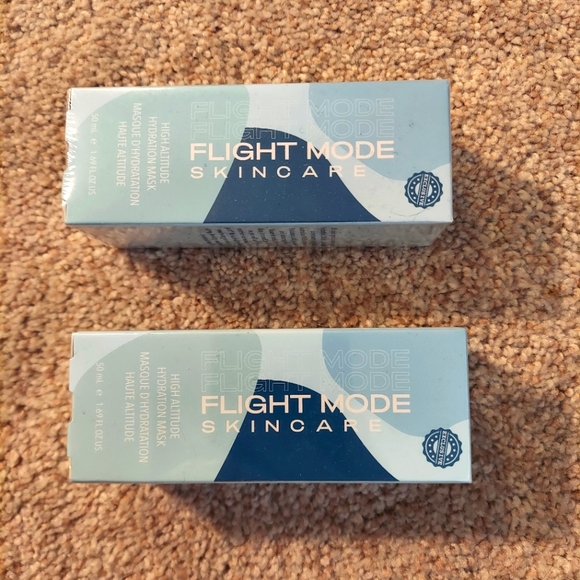 FLIGHT MODE
FLIGHT MODE
FLIGHT MODE
SKINCARE
HIGH ALTITUDE
HYDRATION MASK
MASQUE D'HYDRATATION
HAUTE ALTITUDE
50 mL e 1.69 FL.OZ.US
FLIGHT MODE
FLIGHT MODE
FLIGHT MODE
SKINCARE
HIGH ALTITUDE
HYDRATION MASK
MASQUE D'HYDRATATION
HAUTE ALTITUDE
50 mL e 1.69 FL.OZ.US